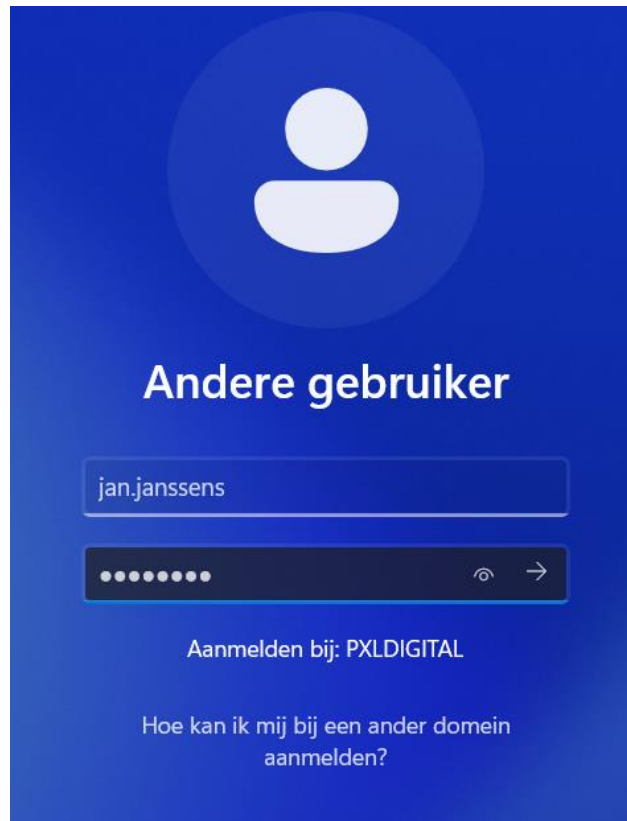 Andere gebruiker
jan.janssens
●●●●●●●●
Aanmelden bij: PXLDIGITAL
Hoe kan ik mij bij een ander domein
aanmelden?